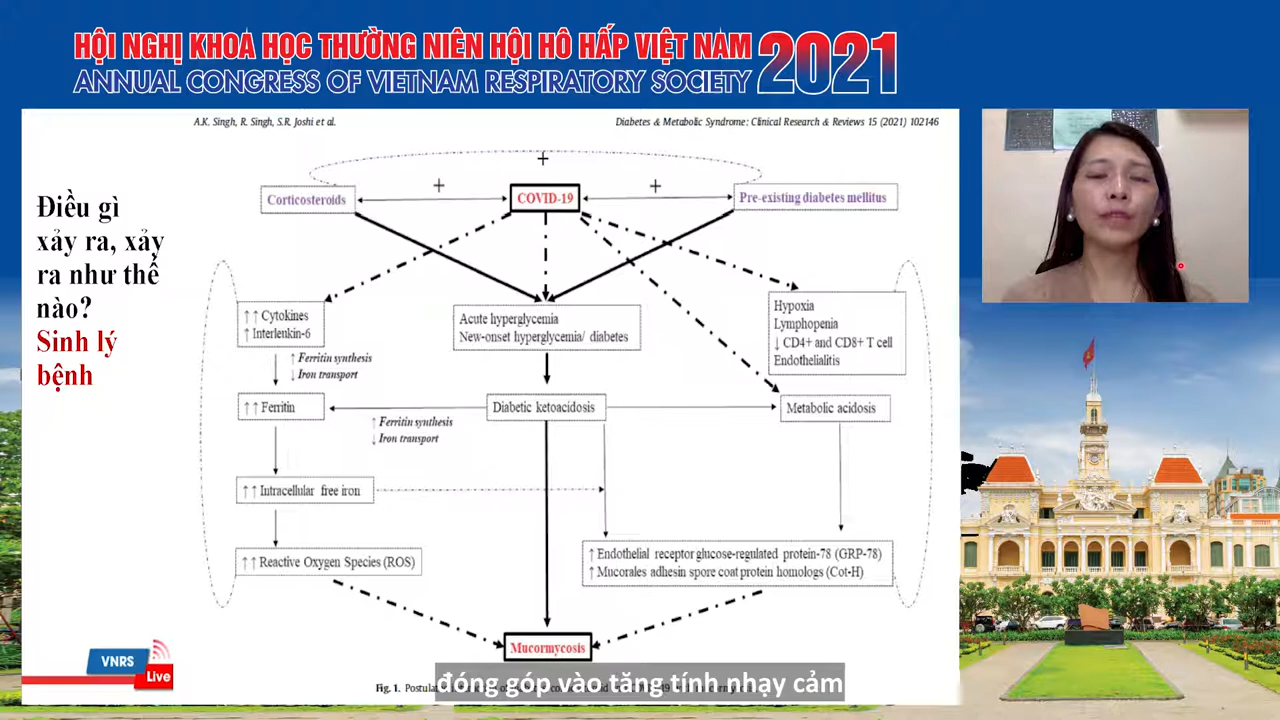 HỘI NGHỊ KHOA HỌC THƯỜNG NIÊN HỘI HÔ HẤP VIỆT NAM 2021
ANNUAL CONGRESS OF VIETNAM RESPIRATORY SOCIETY
A.K. Singh, R. Singh, S.R. Joshi et al.
Diabetes & Metabolic Syndrome: Clinical Research & Reviews 15 (2021) 102146
Điều gì
xảy ra, xảy
ra như thế
nào?
Sinh lý
bệnh
+
+
+
Corticosteroids
COVID-19
Pre-existing diabetes mellitus
↑↑ Cytokines
↑ Interleukin-6
Acute hyperglycemia
New-onset hyperglycemia/ diabetes
Hypoxia
Lymphopenia
↓ CD4+ and CD8+ T cell
Endothelialitis
↑ Ferritin synthesis
↓ Iron transport
↑↑ Ferritin
Diabetic ketoacidosis
Metabolic acidosis
↑ Ferritin synthesis
↓ Iron transport
↑↑ Intracellular free iron
↑↑ Reactive Oxygen Species (ROS)
↑ Endothelial receptor glucose-regulated protein-78 (GRP-78)
↑ Mucorales adhesin spore coat protein homologs (Cot-H)
Mucormycosis
VNRS
Live
Fig. 1.
đóng góp vào tăng tính nhạy cảm